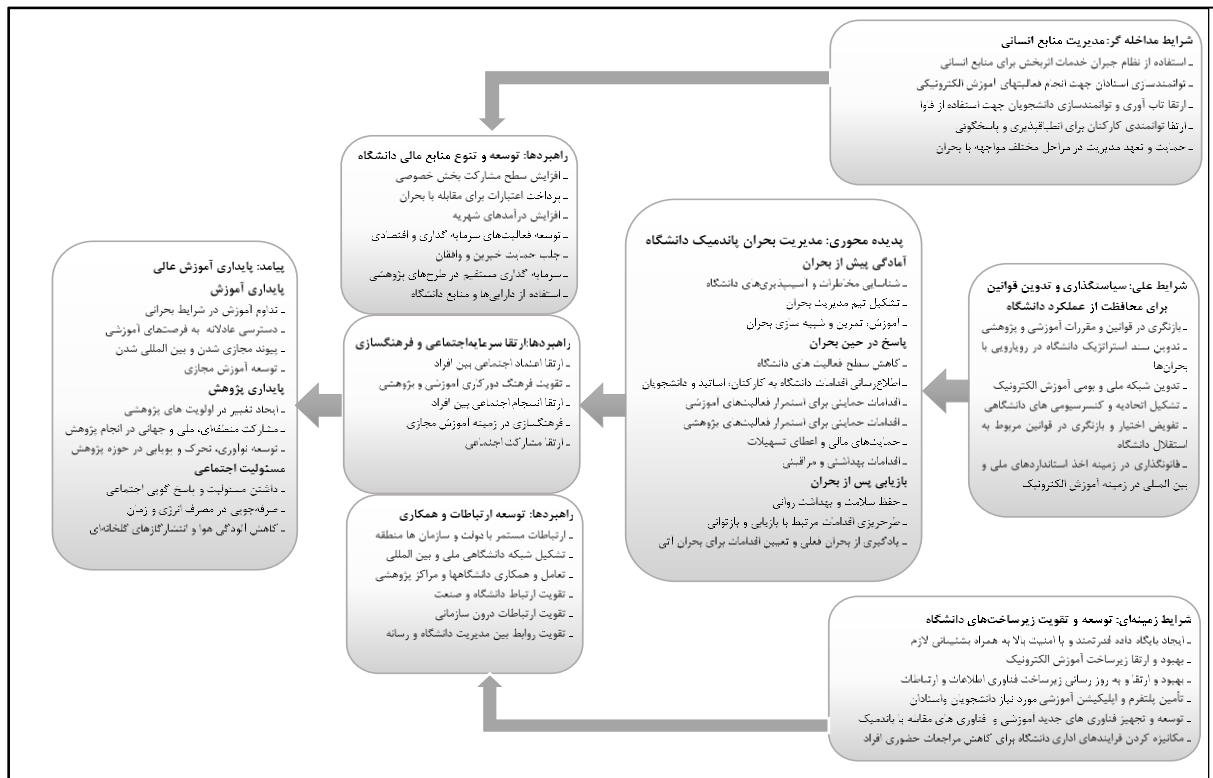 شرایط مداخله گر: مدیریت منابع انسانی
ـ استفاده از نظام جبران خدمات اثربخش برای منابع انسانی
ـ توانمندسازی استادان جهت انجام فعالیتهای آموزش الکترونیکی
ـ ارتقا تاب آوری و توانمندسازی دانشجویان جهت استفاده از فاوا
ـ ارتقا توانمندی کارکنان برای انطباقپذیری و پاسخگوئی
ـ حمایت و تعهد مدیریت در مراحل مختلف مواجهه با بحران
شرایط علی: سیاستگذاری و تدوین قوانین
برای محافظت از عملکرد دانشگاه
ـ بازنگری در قوانین و مقررات آموزشی و پژوهشی
ـ تدوین سند استراتژیک دانشگاه در رویارویی با
بحران‌ها
ـ تدوین شبکه ملی و بومی آموزش الکترونیک
ـ تشکیل اتحادیه و کنسرسیومی های دانشگاهی
ـ تفویض اختیار و بازنگری در قوانین مربوط به
استقلال دانشگاه
ـ قانونگذاری در زمینه اخذ استانداردهای ملی و
بین المللی در زمینه آموزش الکترونیک
شرایط زمینه‌ای: توسعه و تقویت زیرساخت‌های دانشگاه
ـ ایجاد پایگاه داده قدرتمند و با امنیت بالا به همراه پشتیبانی لازم
ـ بهبود و ارتقا زیرساخت آموزش الکترونیک
ـ بهبود و ارتقا و به روز رسانی زیرساخت فناوری اطلاعات و ارتباطات
ـ تأمین پلتفرم و اپلیکیشن آموزشی مورد نیاز دانشجویان واستادان
ـ توسعه و تجهیز فناوری های جدید آموزشی و فناوری های مقابله با پاندمیک
ـ مکانیزه کردن فرایندهای اداری دانشگاه برای کاهش مراجعات حضوری افراد
پدیده محوری: مدیریت بحران پاندمیک دانشگاه
آمادگی پیش از بحران
ـ شناسایی مخاطرات و آسیب‌پذیری‌های دانشگاه
ـ تشکیل تیم مدیریت بحران
ـ آموزش، تمرین و شبیه سازی بحران
پاسخ در حین بحران
ـ کاهش سطح فعالیت های دانشگاه
ـ اطلاع‌رسانی اقدامات دانشگاه به کارکنان، اساتید و دانشجویان
ـ اقدامات حمایتی برای استمرار فعالیت‌های آموزشی
ـ اقدامات حمایتی برای استمرار فعالیت‌های پژوهشی
ـ حمایت‌های مالی و اعطای تسهیلات
ـ اقدامات بهداشتی و مراقبتی
بازیابی پس از بحران
ـ حفظ سلامت و بهداشت روانی
ـ طرحریزی اقدامات مرتبط با بازیابی و بازتوانی
ـ یادگیری از بحران فعلی و تعیین اقدامات برای بحران آتی
راهبردها: توسعه و تنوع منابع مالی دانشگاه
ـ افزایش سطح مشارکت بخش خصوصی
ـ پرداخت اعتبارات برای مقابله با بحران
ـ افزایش درآمدهای شهریه
ـ توسعه فعالیت‌های سرمایه گذاری و اقتصادی
ـ جلب حمایت خیرین و واقفان
ـ سرمایه گذاری مستقیم در طرح‌های پژوهشی
ـ استفاده از دارایی‌ها و منابع دانشگاه
راهبردها:ارتقا سرمایه‌اجتماعی و فرهنگسازی
ـ ارتقا اعتماد اجتماعی بین افراد
ـ تقویت فرهنگ دورکاری آموزشی و پژوهشی
ـ ارتقا انسجام اجتماعی بین افراد
ـ فرهنگسازی در زمینه آموزش مجازی
ـ ارتقا مشارکت اجتماعی
راهبردها: توسعه ارتباطات و همکاری
ـ ارتباطات مستمر با دولت و سازمان ها منطقه
ـ تشکیل شبکه دانشگاهی ملی و بین المللی
ـ تعامل و همکاری دانشگاهها و مراکز پژوهشی
ـ تقویت ارتباط دانشگاه و صنعت
ـ تقویت ارتباطات درون سازمانی
ـ تقویت روابط بین مدیریت دانشگاه و رسانه
پیامد: پایداری آموزش عالی
پایداری آموزش
ـ تداوم آموزش در شرایط بحرانی
ـ دسترسی عادلانه به فرصت‌های آموزشی
ـ پیوند مجازی شدن و بین المللی شدن
ـ توسعه آموزش مجازی
پایداری پژوهش
ـ ایجاد تغییر در اولویت های پژوهشی
ـ مشارکت منطقه‌ای، ملی و جهانی در انجام پژوهش
ـ توسعه نوآوری، تحرک و پویایی در حوزه پژوهش
مسئولیت اجتماعی
ـ داشتن مسئولیت و پاسخ گویی اجتماعی
ـ صرفه‌جویی در مصرف انرژی و زمان
ـ کاهش آلودگی هوا و انتشارگازهای گلخانه‌ای